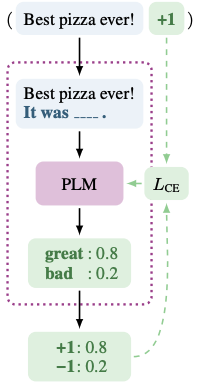 ( Best pizza ever! +1 )
Best pizza ever!
It was ____ .
PLM
L_CE
great : 0.8
bad : 0.2
+1: 0.8
−1: 0.2